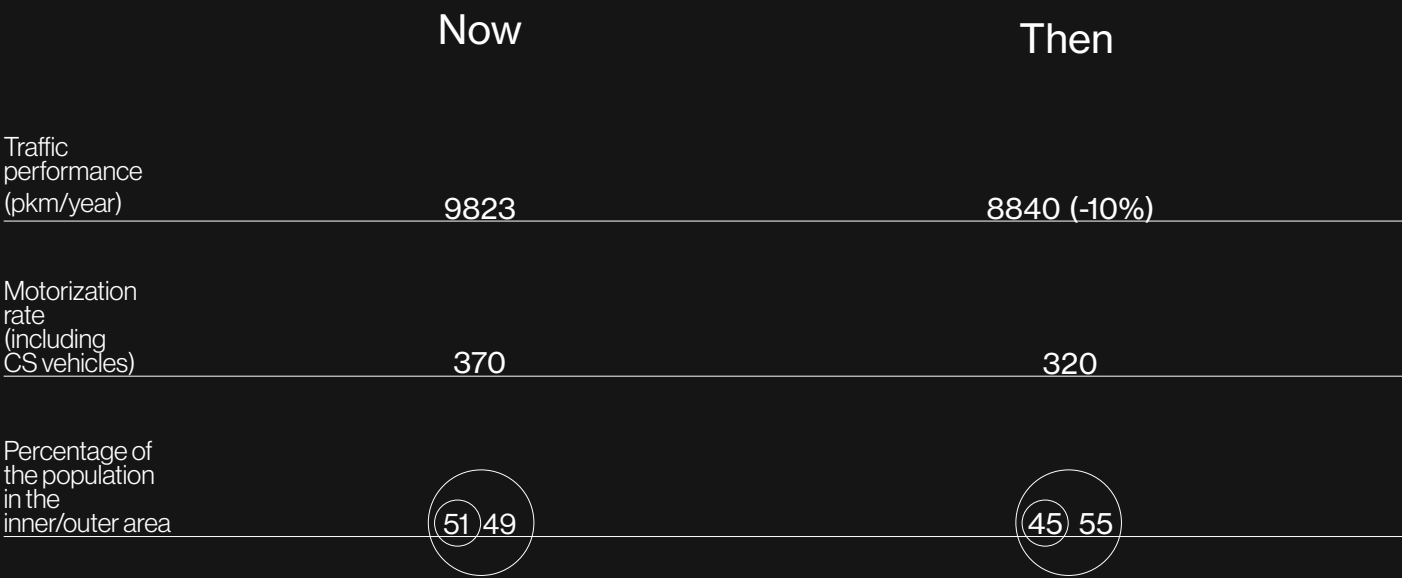 Now
Then
Traffic
performance
(pkm/year)
9823
8840 (-10%)
Motorization
rate
(including
CS vehicles)
370
320
Percentage of
the population
in the
inner/outer area
51 49
45 55